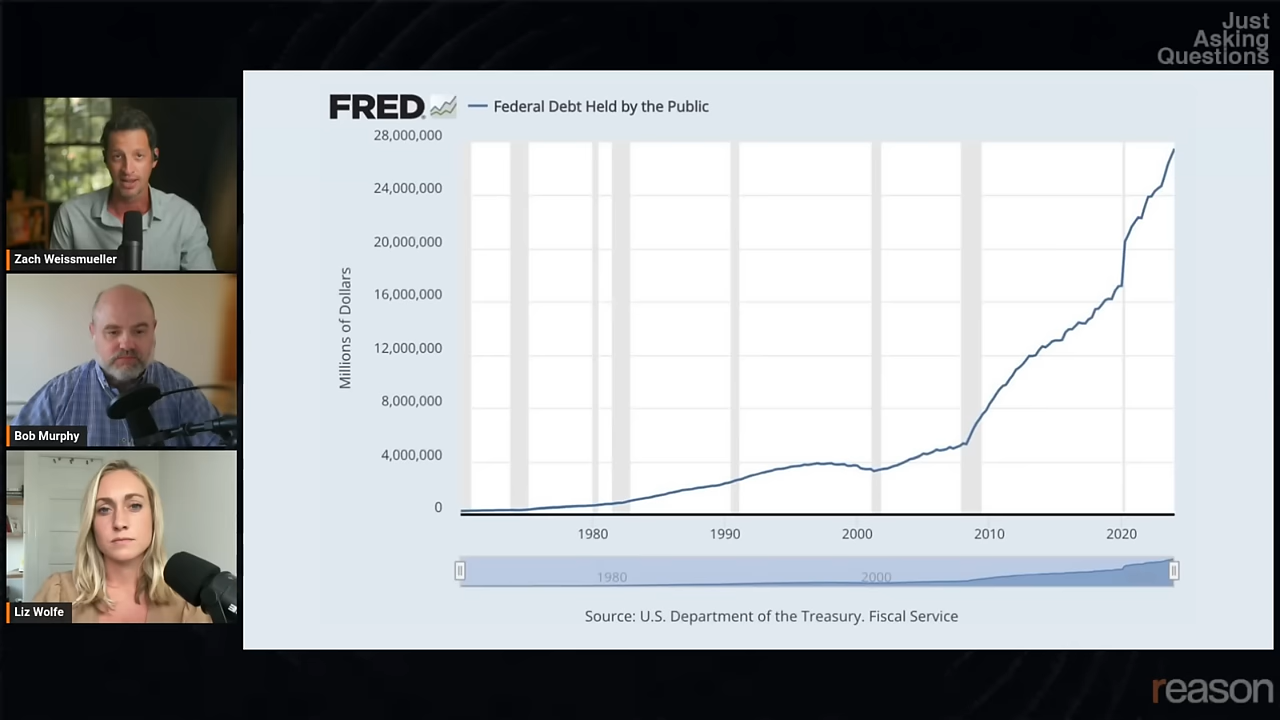 Just
Asking
Questions
FRED
Federal Debt Held by the Public
28,000,000
24,000,000
20,000,000
16,000,000
12,000,000
8,000,000
4,000,000
0
Millions of Dollars
1980
1990
2000
2010
2020
1980
2000
Source: U.S. Department of the Treasury. Fiscal Service
Zach Weissmueller
Bob Murphy
Liz Wolfe
reason